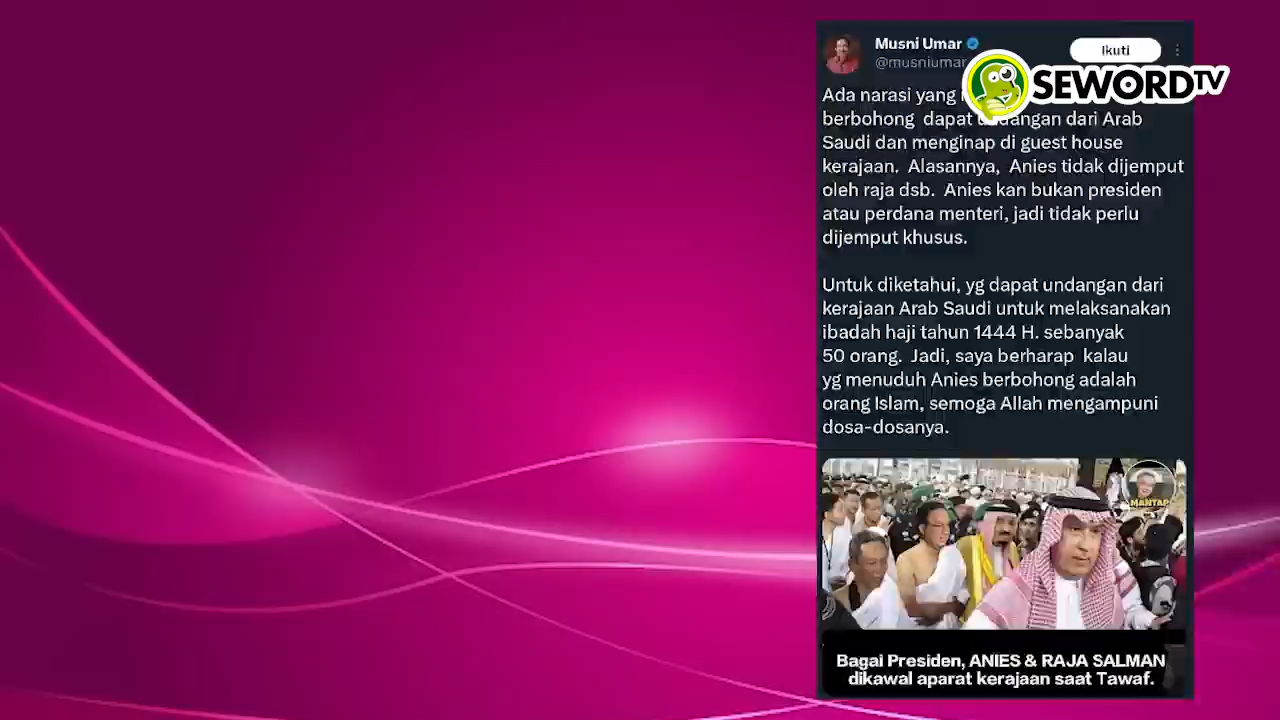 Musni Umar
Ikuti
@musniumar
SEWORDTV
Ada narasi yang
berbohong dapat undangan dari Arab
Saudi dan menginap di guest house
kerajaan. Alasannya, Anies tidak dijemput
oleh raja dsb. Anies kan bukan presiden
atau perdana menteri, jadi tidak perlu
dijemput khusus.
Untuk diketahui, yg dapat undangan dari
kerajaan Arab Saudi untuk melaksanakan
ibadah haji tahun 1444 H. sebanyak
50 orang. Jadi, saya berharap kalau
yg menuduh Anies berbohong adalah
orang Islam, semoga Allah mengampuni
dosa-dosanya.
MANTAP
Bagai Presiden, ANIES & RAJA SALMAN
dikawal aparat kerajaan saat Tawaf.